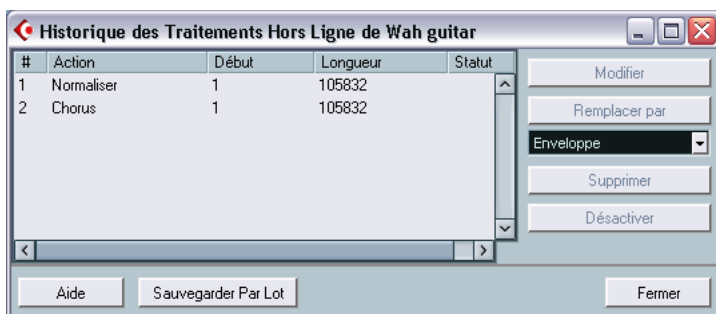 Historique des Traitements Hors Ligne de Wah guitar
# Action Début Longueur Statut
1 Normaliser 1 105832
2 Chorus 1 105832
Modifier
Remplacer par
Enveloppe
Supprimer
Désactiver
Aide Sauvegarder Par Lot Fermer